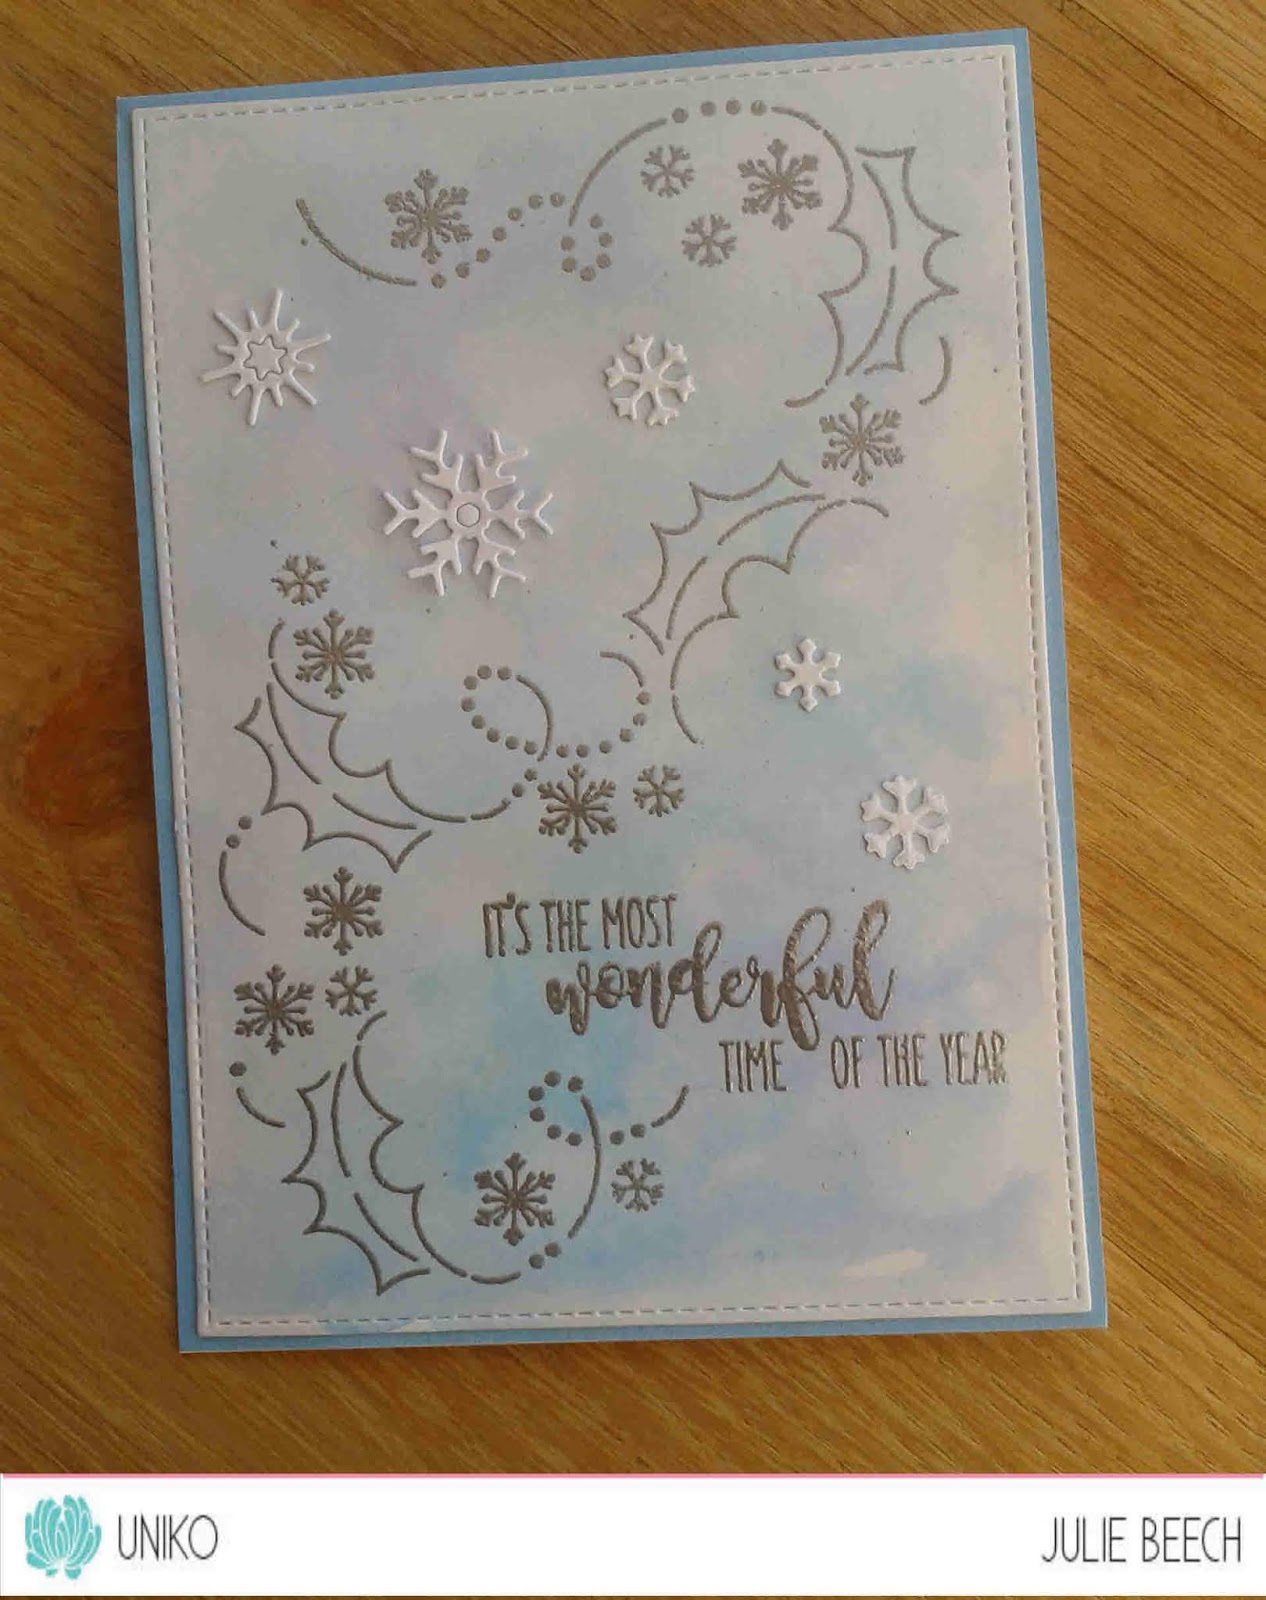 IT'S THE MOST
wonderful
TIME OF THE YEAR
UNIKO
JULIE BEECH